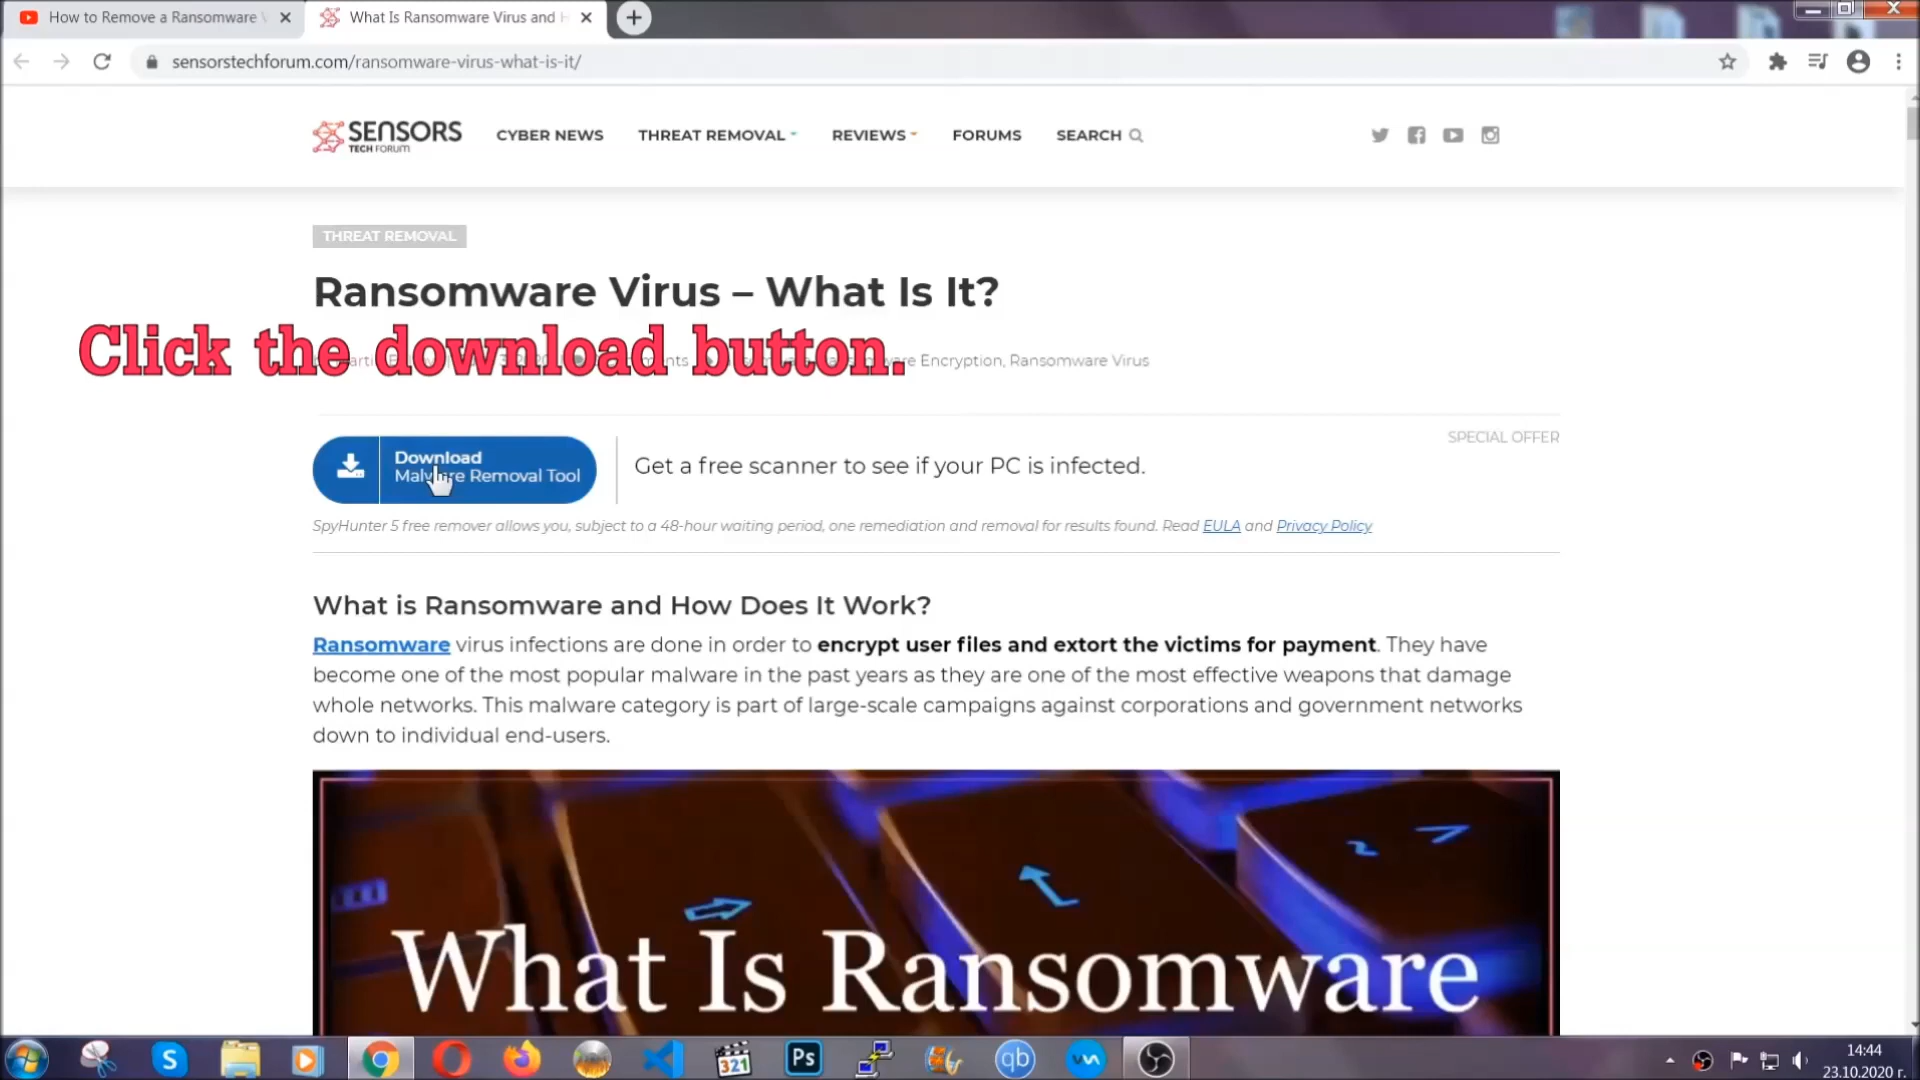 How to Remove a Ransomware V
What Is Ransomware Virus and H
sensorstechforum.com/ransomware-virus-what-is-it/
SENSORS
TECH FORUM
CYBER NEWS
THREAT REMOVAL
REVIEWS
FORUMS
SEARCH
THREAT REMOVAL
Ransomware Virus – What Is It?
Click the download button.
Encryption, Ransomware Virus
SPECIAL OFFER
Download
Malware Removal Tool
Get a free scanner to see if your PC is infected.
SpyHunter 5 free remover allows you, subject to a 48-hour waiting period, one remediation and removal for results found. Read EULA and Privacy Policy
What is Ransomware and How Does It Work?
Ransomware virus infections are done in order to encrypt user files and extort the victims for payment. They have
become one of the most popular malware in the past years as they are one of the most effective weapons that damage
whole networks. This malware category is part of large-scale campaigns against corporations and government networks
down to individual end-users.
What Is Ransomware
321
Ps
qb
14:44
23.10.2020 г.